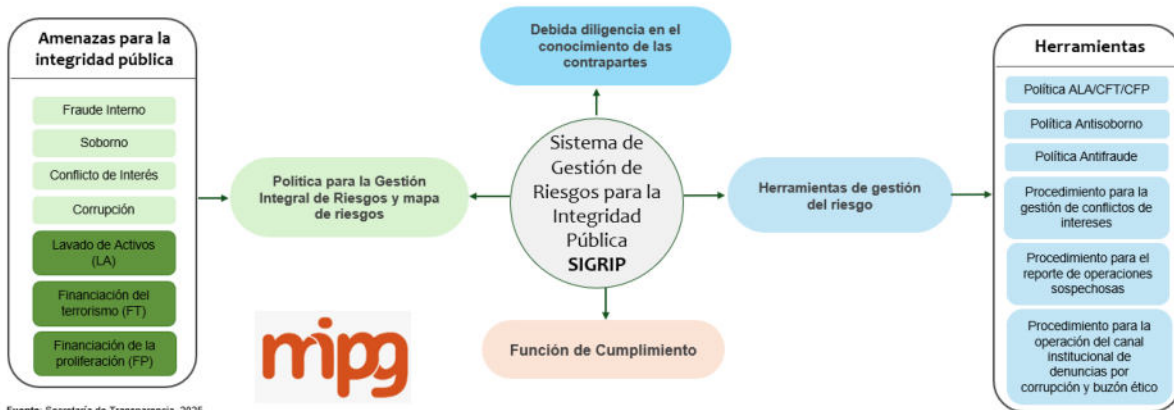 Amenazas para la
integridad pública
Fraude Interno
Soborno
Conflicto de Interés
Corrupción
Lavado de Activos
(LA)
Financiación del
terrorismo (FT)
Financiación de la
proliferación (FP)
Política para la Gestión
Integral de Riesgos y mapa
de riesgos
Debida diligencia en el
conocimiento de las
contrapartes
Sistema de
Gestión de
Riesgos para la
Integridad
Pública
SIGRIP
Función de Cumplimiento
mipg
Herramientas de gestión
del riesgo
Herramientas
Política ALA/CFT/CFP
Política Antisoborno
Política Antifraude
Procedimiento para la
gestión de conflictos de
intereses
Procedimiento para el
reporte de operaciones
sospechosas
Procedimiento para la
operación del canal
institucional de
denuncias por
corrupción y buzón ético
Fuente: Secretaría de Transparencia, 2025